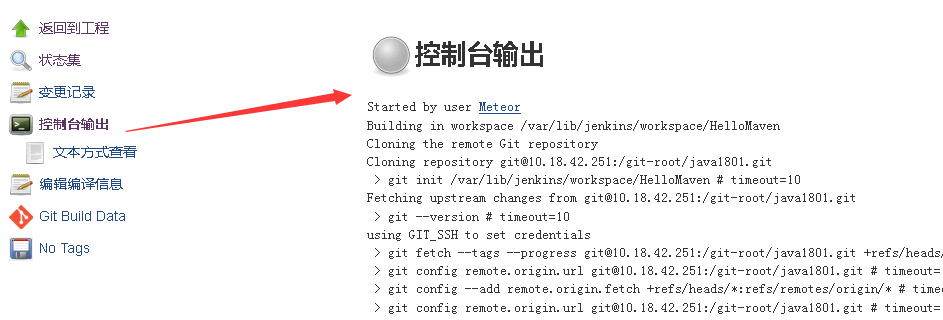 返回到工程
状态集
变更记录
控制台输出
文本方式查看
编辑编译信息
Git Build Data
No Tags
控制台输出
Started by user Meteor
Building in workspace /var/lib/jenkins/workspace/HelloMaven
Cloning the remote Git repository
Cloning repository git@10.18.42.251:/git-root/java1801.git
> git init /var/lib/jenkins/workspace/HelloMaven # timeout=10
Fetching upstream changes from git@10.18.42.251:/git-root/java1801.git
> git --version # timeout=10
using GIT_SSH to set credentials
> git fetch --tags --progress git@10.18.42.251:/git-root/java1801.git +refs/heads/
> git config remote.origin.url git@10.18.42.251:/git-root/java1801.git # timeout=
> git config --add remote.origin.fetch +refs/heads/*:refs/remotes/origin/* # timeo
> git config remote.origin.url git@10.18.42.251:/git-root/java1801.git # timeout=